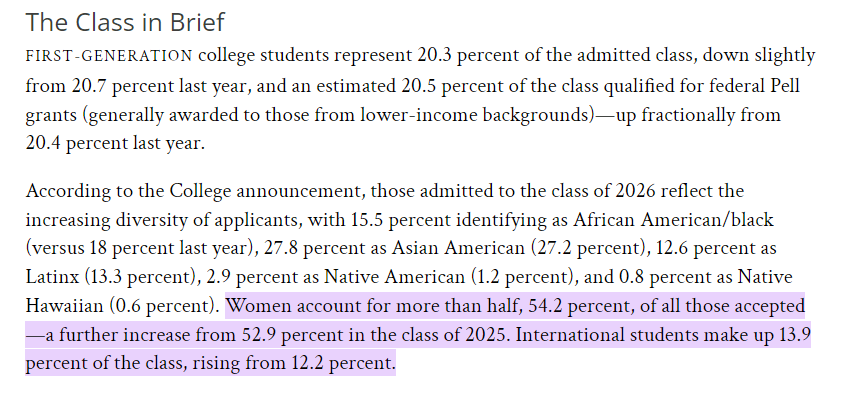 The Class in Brief
FIRST-GENERATION college students represent 20.3 percent of the admitted class, down slightly
from 20.7 percent last year, and an estimated 20.5 percent of the class qualified for federal Pell
grants (generally awarded to those from lower-income backgrounds)—up fractionally from
20.4 percent last year.
According to the College announcement, those admitted to the class of 2026 reflect the
increasing diversity of applicants, with 15.5 percent identifying as African American/black
(versus 18 percent last year), 27.8 percent as Asian American (27.2 percent), 12.6 percent as
Latinx (13.3 percent), 2.9 percent as Native American (1.2 percent), and 0.8 percent as Native
Hawaiian (0.6 percent). Women account for more than half, 54.2 percent, of all those accepted
—a further increase from 52.9 percent in the class of 2025. International students make up 13.9
percent of the class, rising from 12.2 percent.